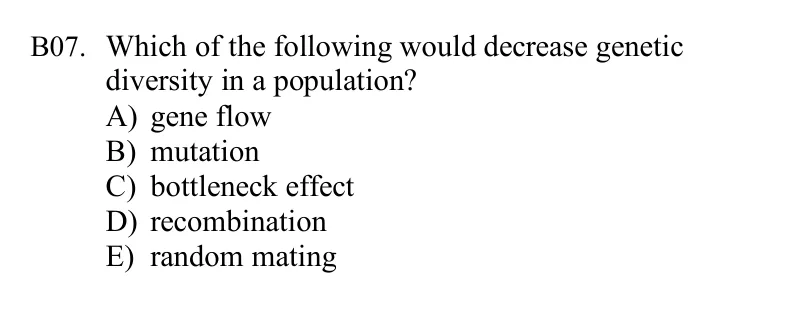 B07. Which of the following would decrease genetic
diversity in a population?
A) gene flow
B) mutation
C) bottleneck effect
D) recombination
E) random mating